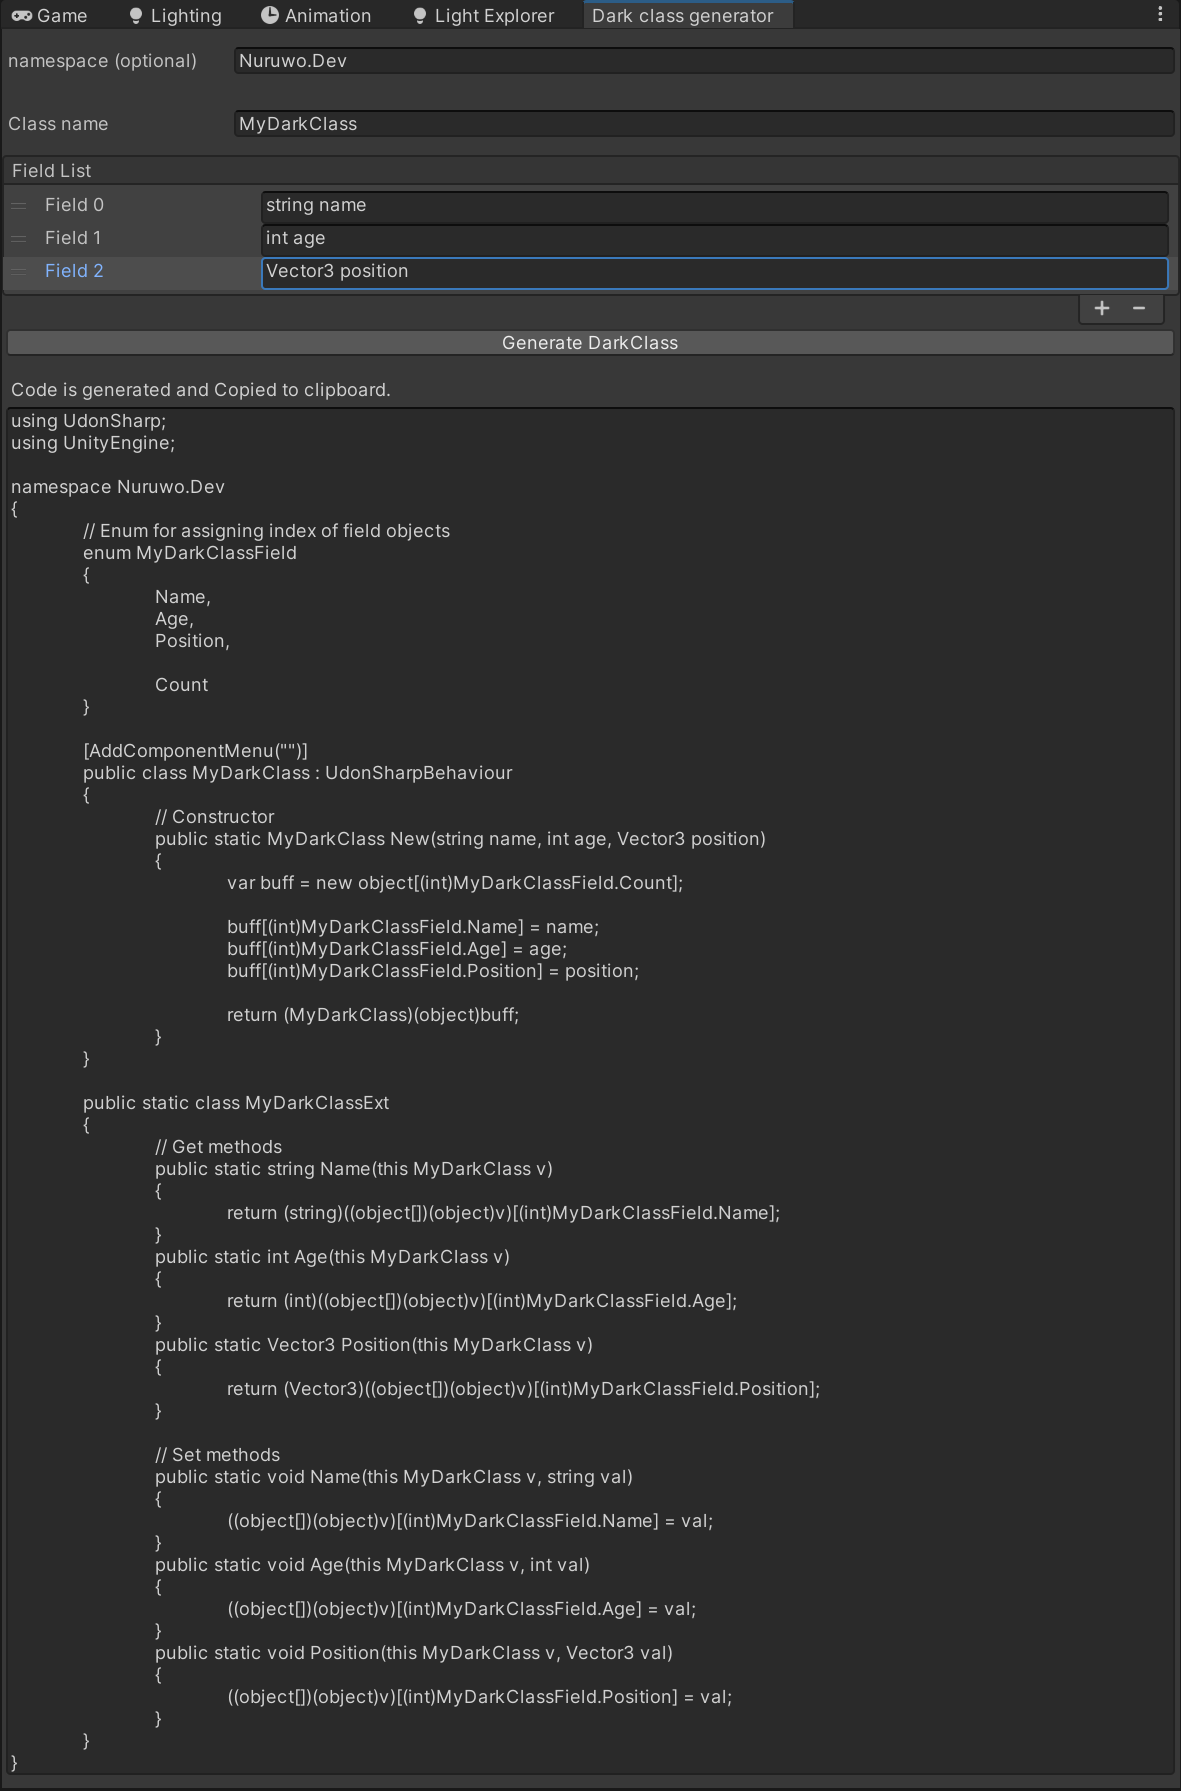 Game Lighting Animation Light Explorer Dark class generator
namespace (optional) Nuruwo.Dev
Class name MyDarkClass
Field List
Field 0 string name
Field 1 int age
Field 2 Vector3 position
+ −
Generate DarkClass
Code is generated and Copied to clipboard.
using UdonSharp;
using UnityEngine;

namespace Nuruwo.Dev
{
	// Enum for assigning index of field objects
	enum MyDarkClassField
	{
		Name,
		Age,
		Position,

		Count
	}

	[AddComponentMenu("")]
	public class MyDarkClass : UdonSharpBehaviour
	{
		// Constructor
		public static MyDarkClass New(string name, int age, Vector3 position)
		{
			var buff = new object[(int)MyDarkClassField.Count];

			buff[(int)MyDarkClassField.Name] = name;
			buff[(int)MyDarkClassField.Age] = age;
			buff[(int)MyDarkClassField.Position] = position;

			return (MyDarkClass)(object)buff;
		}
	}

	public static class MyDarkClassExt
	{
		// Get methods
		public static string Name(this MyDarkClass v)
		{
			return (string)((object[])(object)v)[(int)MyDarkClassField.Name];
		}
		public static int Age(this MyDarkClass v)
		{
			return (int)((object[])(object)v)[(int)MyDarkClassField.Age];
		}
		public static Vector3 Position(this MyDarkClass v)
		{
			return (Vector3)((object[])(object)v)[(int)MyDarkClassField.Position];
		}

		// Set methods
		public static void Name(this MyDarkClass v, string val)
		{
			((object[])(object)v)[(int)MyDarkClassField.Name] = val;
		}
		public static void Age(this MyDarkClass v, int val)
		{
			((object[])(object)v)[(int)MyDarkClassField.Age] = val;
		}
		public static void Position(this MyDarkClass v, Vector3 val)
		{
			((object[])(object)v)[(int)MyDarkClassField.Position] = val;
		}
	}
}